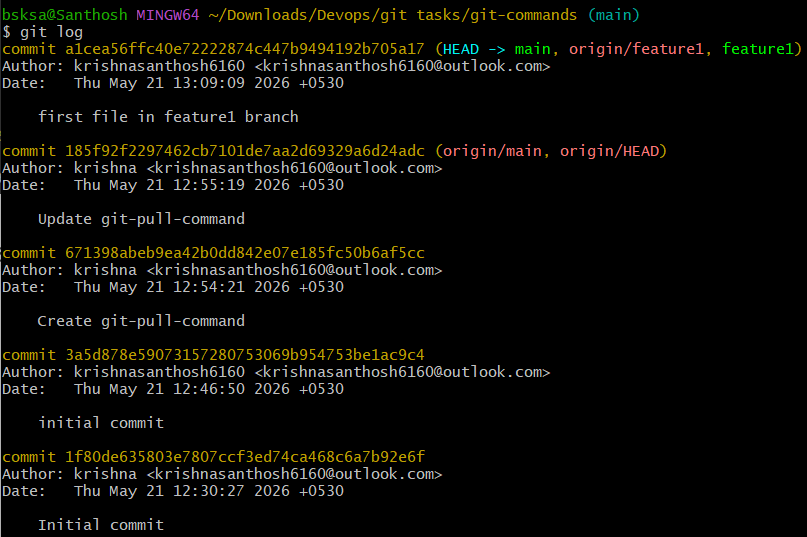 bsksa@Santhosh MINGW64 ~/Downloads/Devops/git tasks/git-commands (main)
$ git log
commit a1cea56ffc40e72222874c447b9494192b705a17 (HEAD -> main, origin/feature1, feature1)
Author: krishnasanthosh6160 <krishnasanthosh6160@outlook.com>
Date:   Thu May 21 13:09:09 2026 +0530

    first file in feature1 branch

commit 185f92f2297462cb7101de7aa2d69329a6d24adc (origin/main, origin/HEAD)
Author: krishna <krishnasanthosh6160@outlook.com>
Date:   Thu May 21 12:55:19 2026 +0530

    Update git-pull-command

commit 671398abeb9ea42b0dd842e07e185fc50b6af5cc
Author: krishna <krishnasanthosh6160@outlook.com>
Date:   Thu May 21 12:54:21 2026 +0530

    Create git-pull-command

commit 3a5d878e59073157280753069b954753be1ac9c4
Author: krishnasanthosh6160 <krishnasanthosh6160@outlook.com>
Date:   Thu May 21 12:46:50 2026 +0530

    initial commit

commit 1f80de635803e7807ccf3ed74ca468c6a7b92e6f
Author: krishna <krishnasanthosh6160@outlook.com>
Date:   Thu May 21 12:30:27 2026 +0530

    Initial commit